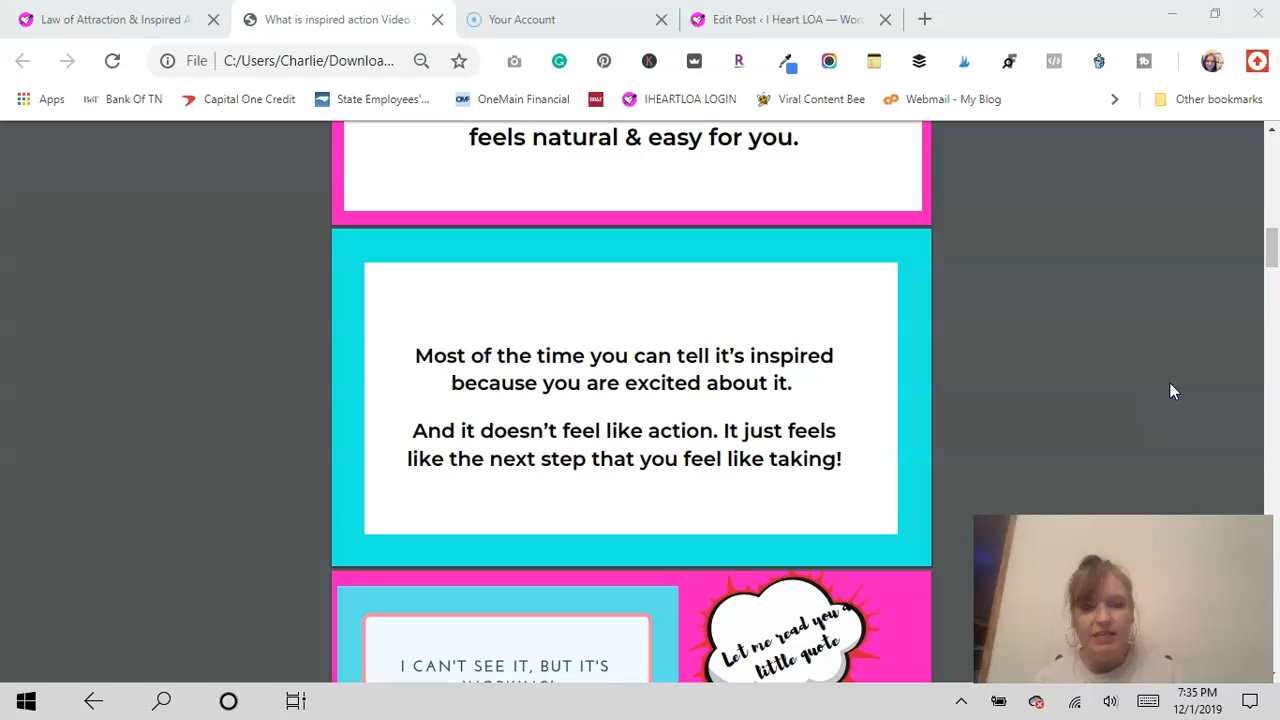 Law of Attraction & Inspired A
What is inspired action Video
Your Account
Edit Post ‹ I Heart LOA — Wor
File
C:/Users/Charlie/Downloa...
Apps
Bank Of TN
Capital One Credit
State Employees'...
OneMain Financial
IHEARTLOA LOGIN
Viral Content Bee
Webmail - My Blog
Other bookmarks
feels natural & easy for you.
Most of the time you can tell it's inspired
because you are excited about it.
And it doesn't feel like action. It just feels
like the next step that you feel like taking!
Let me read you a
little quote
I CAN'T SEE IT, BUT IT'S
7:35 PM
12/1/2019